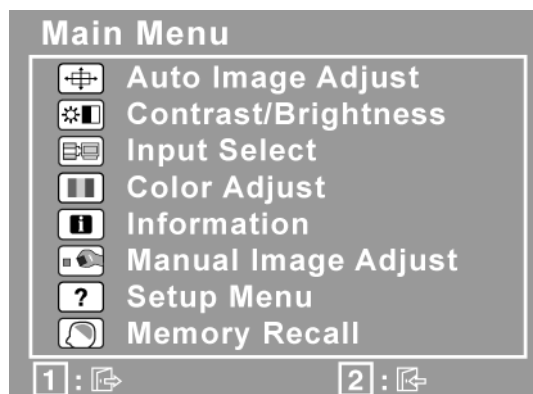 Main Menu
Auto Image Adjust
Contrast/Brightness
Input Select
Color Adjust
i Information
Manual Image Adjust
? Setup Menu
Memory Recall
1 : 2 :